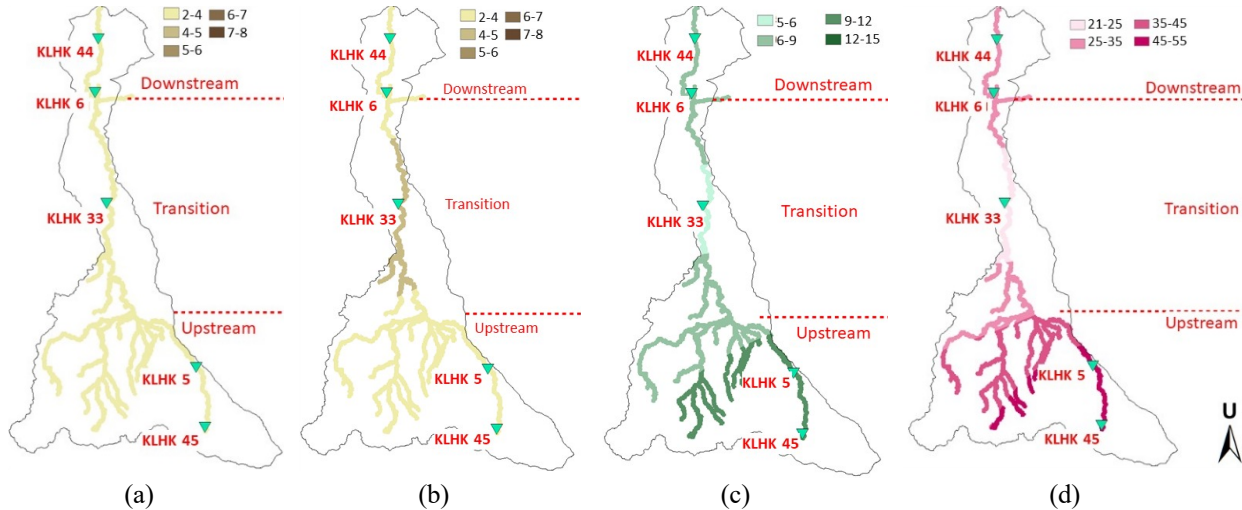 2-4 6-7
4-5 7-8
5-6
KLHK 44
Downstream
KLHK 6
KLHK 33
Transition
Upstream
KLHK 5
KLHK 45
(a)
2-4 6-7
4-5 7-8
5-6
KLHK 44
Downstream
KLHK 6
Transition
KLHK 33
Upstream
KLHK 5
KLHK 45
(b)
5-6 9-12
6-9 12-15
KLHK 44
Downstream
KLHK 6
KLHK 33
Transition
Upstream
KLHK 5
KLHK 45
(c)
21-25 35-45
25-35 45-55
KLHK 44
Downstream
KLHK 6
KLHK 33
Transition
Upstream
KLHK 5
KLHK 45
U
(d)